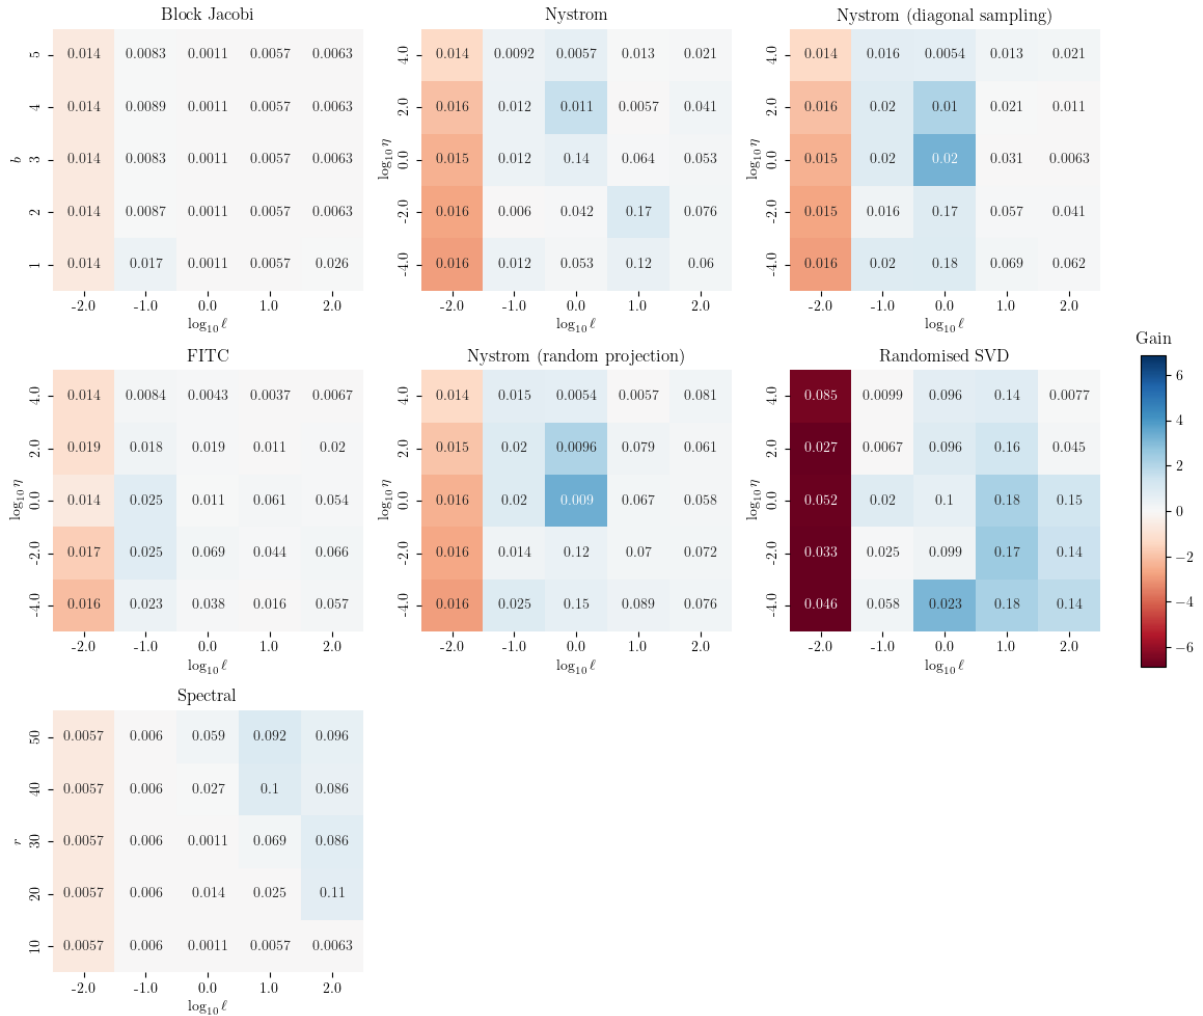 Block Jacobi
5 0.014 0.0083 0.0011 0.0057 0.0063
4 0.014 0.0089 0.0011 0.0057 0.0063
b 3 0.014 0.0083 0.0011 0.0057 0.0063
2 0.014 0.0087 0.0011 0.0057 0.0063
1 0.014 0.017 0.0011 0.0057 0.026
-2.0 -1.0 0.0 1.0 2.0
log₁₀ ℓ
Nystrom
4.0 0.014 0.0092 0.0057 0.013 0.021
2.0 0.016 0.012 0.011 0.0057 0.041
log₁₀ η 0.0 0.015 0.012 0.14 0.064 0.053
-2.0 0.016 0.006 0.042 0.17 0.076
-4.0 0.016 0.012 0.053 0.12 0.06
-2.0 -1.0 0.0 1.0 2.0
log₁₀ ℓ
Nystrom (diagonal sampling)
4.0 0.014 0.016 0.0054 0.013 0.021
2.0 0.016 0.02 0.01 0.021 0.011
log₁₀ η 0.0 0.015 0.02 0.02 0.031 0.0063
-2.0 0.015 0.016 0.17 0.057 0.041
-4.0 0.016 0.02 0.18 0.069 0.062
-2.0 -1.0 0.0 1.0 2.0
log₁₀ ℓ
FITC
4.0 0.014 0.0084 0.0043 0.0037 0.0067
2.0 0.019 0.018 0.019 0.011 0.02
log₁₀ η 0.0 0.014 0.025 0.011 0.061 0.054
-2.0 0.017 0.025 0.069 0.044 0.066
-4.0 0.016 0.023 0.038 0.016 0.057
-2.0 -1.0 0.0 1.0 2.0
log₁₀ ℓ
Nystrom (random projection)
4.0 0.014 0.015 0.0054 0.0057 0.081
2.0 0.015 0.02 0.0096 0.079 0.061
log₁₀ η 0.0 0.016 0.02 0.009 0.067 0.058
-2.0 0.016 0.014 0.12 0.07 0.072
-4.0 0.016 0.025 0.15 0.089 0.076
-2.0 -1.0 0.0 1.0 2.0
log₁₀ ℓ
Randomised SVD
4.0 0.085 0.0099 0.096 0.14 0.0077
2.0 0.027 0.0067 0.096 0.16 0.045
log₁₀ η 0.0 0.052 0.02 0.1 0.18 0.15
-2.0 0.033 0.025 0.099 0.17 0.14
-4.0 0.046 0.058 0.023 0.18 0.14
-2.0 -1.0 0.0 1.0 2.0
log₁₀ ℓ
Gain
6
4
2
0
−2
−4
−6
Spectral
50 0.0057 0.006 0.059 0.092 0.096
40 0.0057 0.006 0.027 0.1 0.086
r 30 0.0057 0.006 0.0011 0.069 0.086
20 0.0057 0.006 0.014 0.025 0.11
10 0.0057 0.006 0.0011 0.0057 0.0063
-2.0 -1.0 0.0 1.0 2.0
log₁₀ ℓ